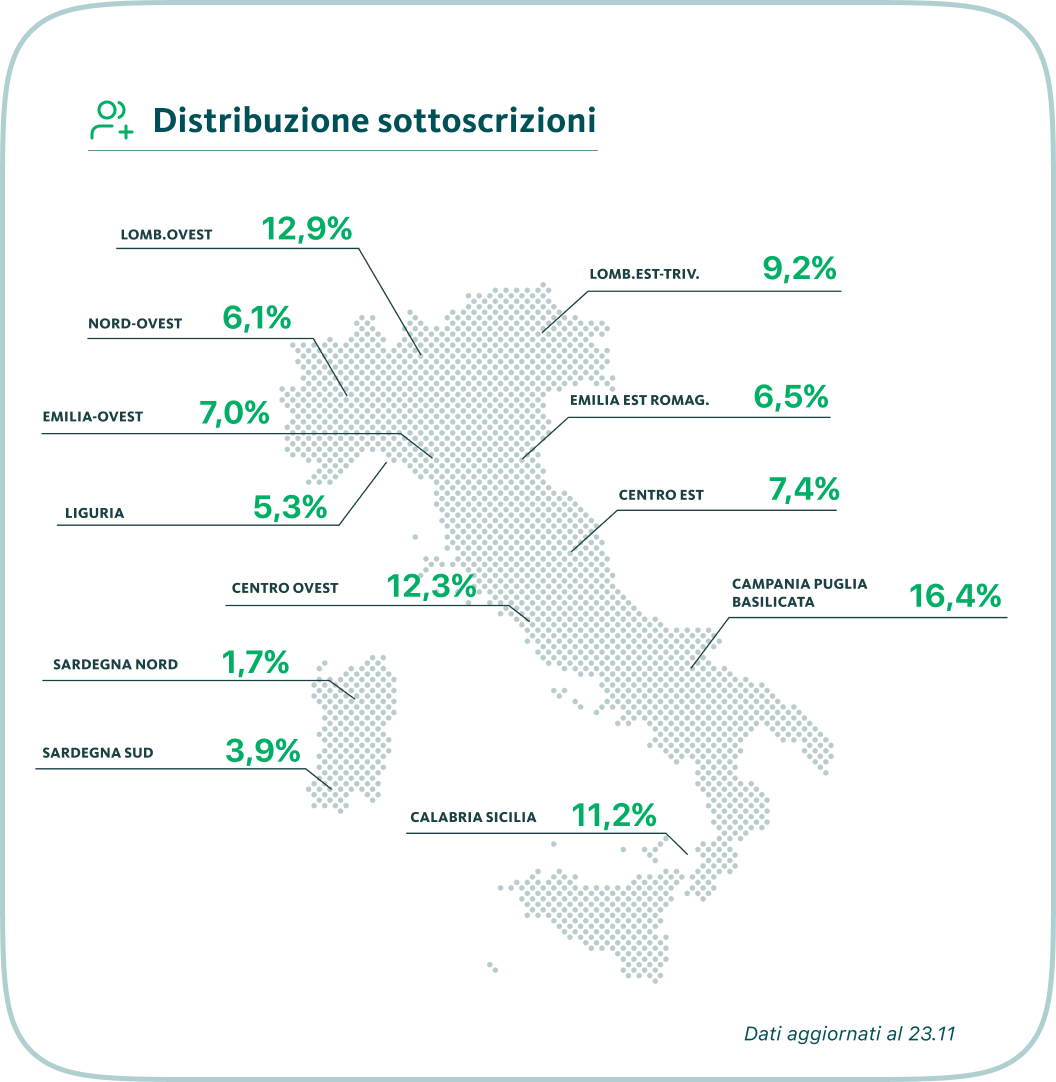 Distribuzione sottoscrizioni
LOMB.OVEST 12,9%
LOMB.EST-TRIV. 9,2%
NORD-OVEST 6,1%
EMILIA EST ROMAG. 6,5%
EMILIA-OVEST 7,0%
CENTRO EST 7,4%
LIGURIA 5,3%
CENTRO OVEST 12,3%
CAMPANIA PUGLIA
BASILICATA 16,4%
SARDEGNA NORD 1,7%
SARDEGNA SUD 3,9%
CALABRIA SICILIA 11,2%
Dati aggiornati al 23.11